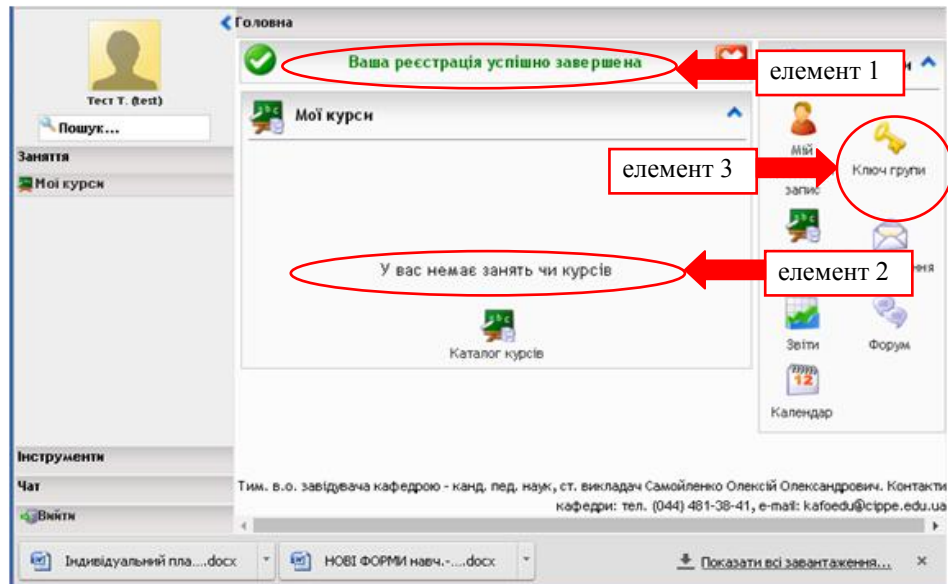 Головна
Тест Т. (test)
Пошук...
Заняття
Мої курси
Інструменти
Чат
Вийти
Ваша реєстрація успішно завершена
елемент 1
и
Мої курси
У вас немає занять чи курсів
Каталог курсів
елемент 3
елемент 2
Мій
запис
Ключ групи
ння
Звіти
Форум
12
Календар
Тим. в.о. завідувача кафедрою - канд. пед. наук, ст. викладач Самойленко Олексій Олександрович. Контакти
кафедри: тел. (044) 481-38-41, e-mail: kafoedu@cippe.edu.ua
Індивідуальний пла....docx
НОВІ ФОРМИ навч.-....docx
Показати всі завантаження...